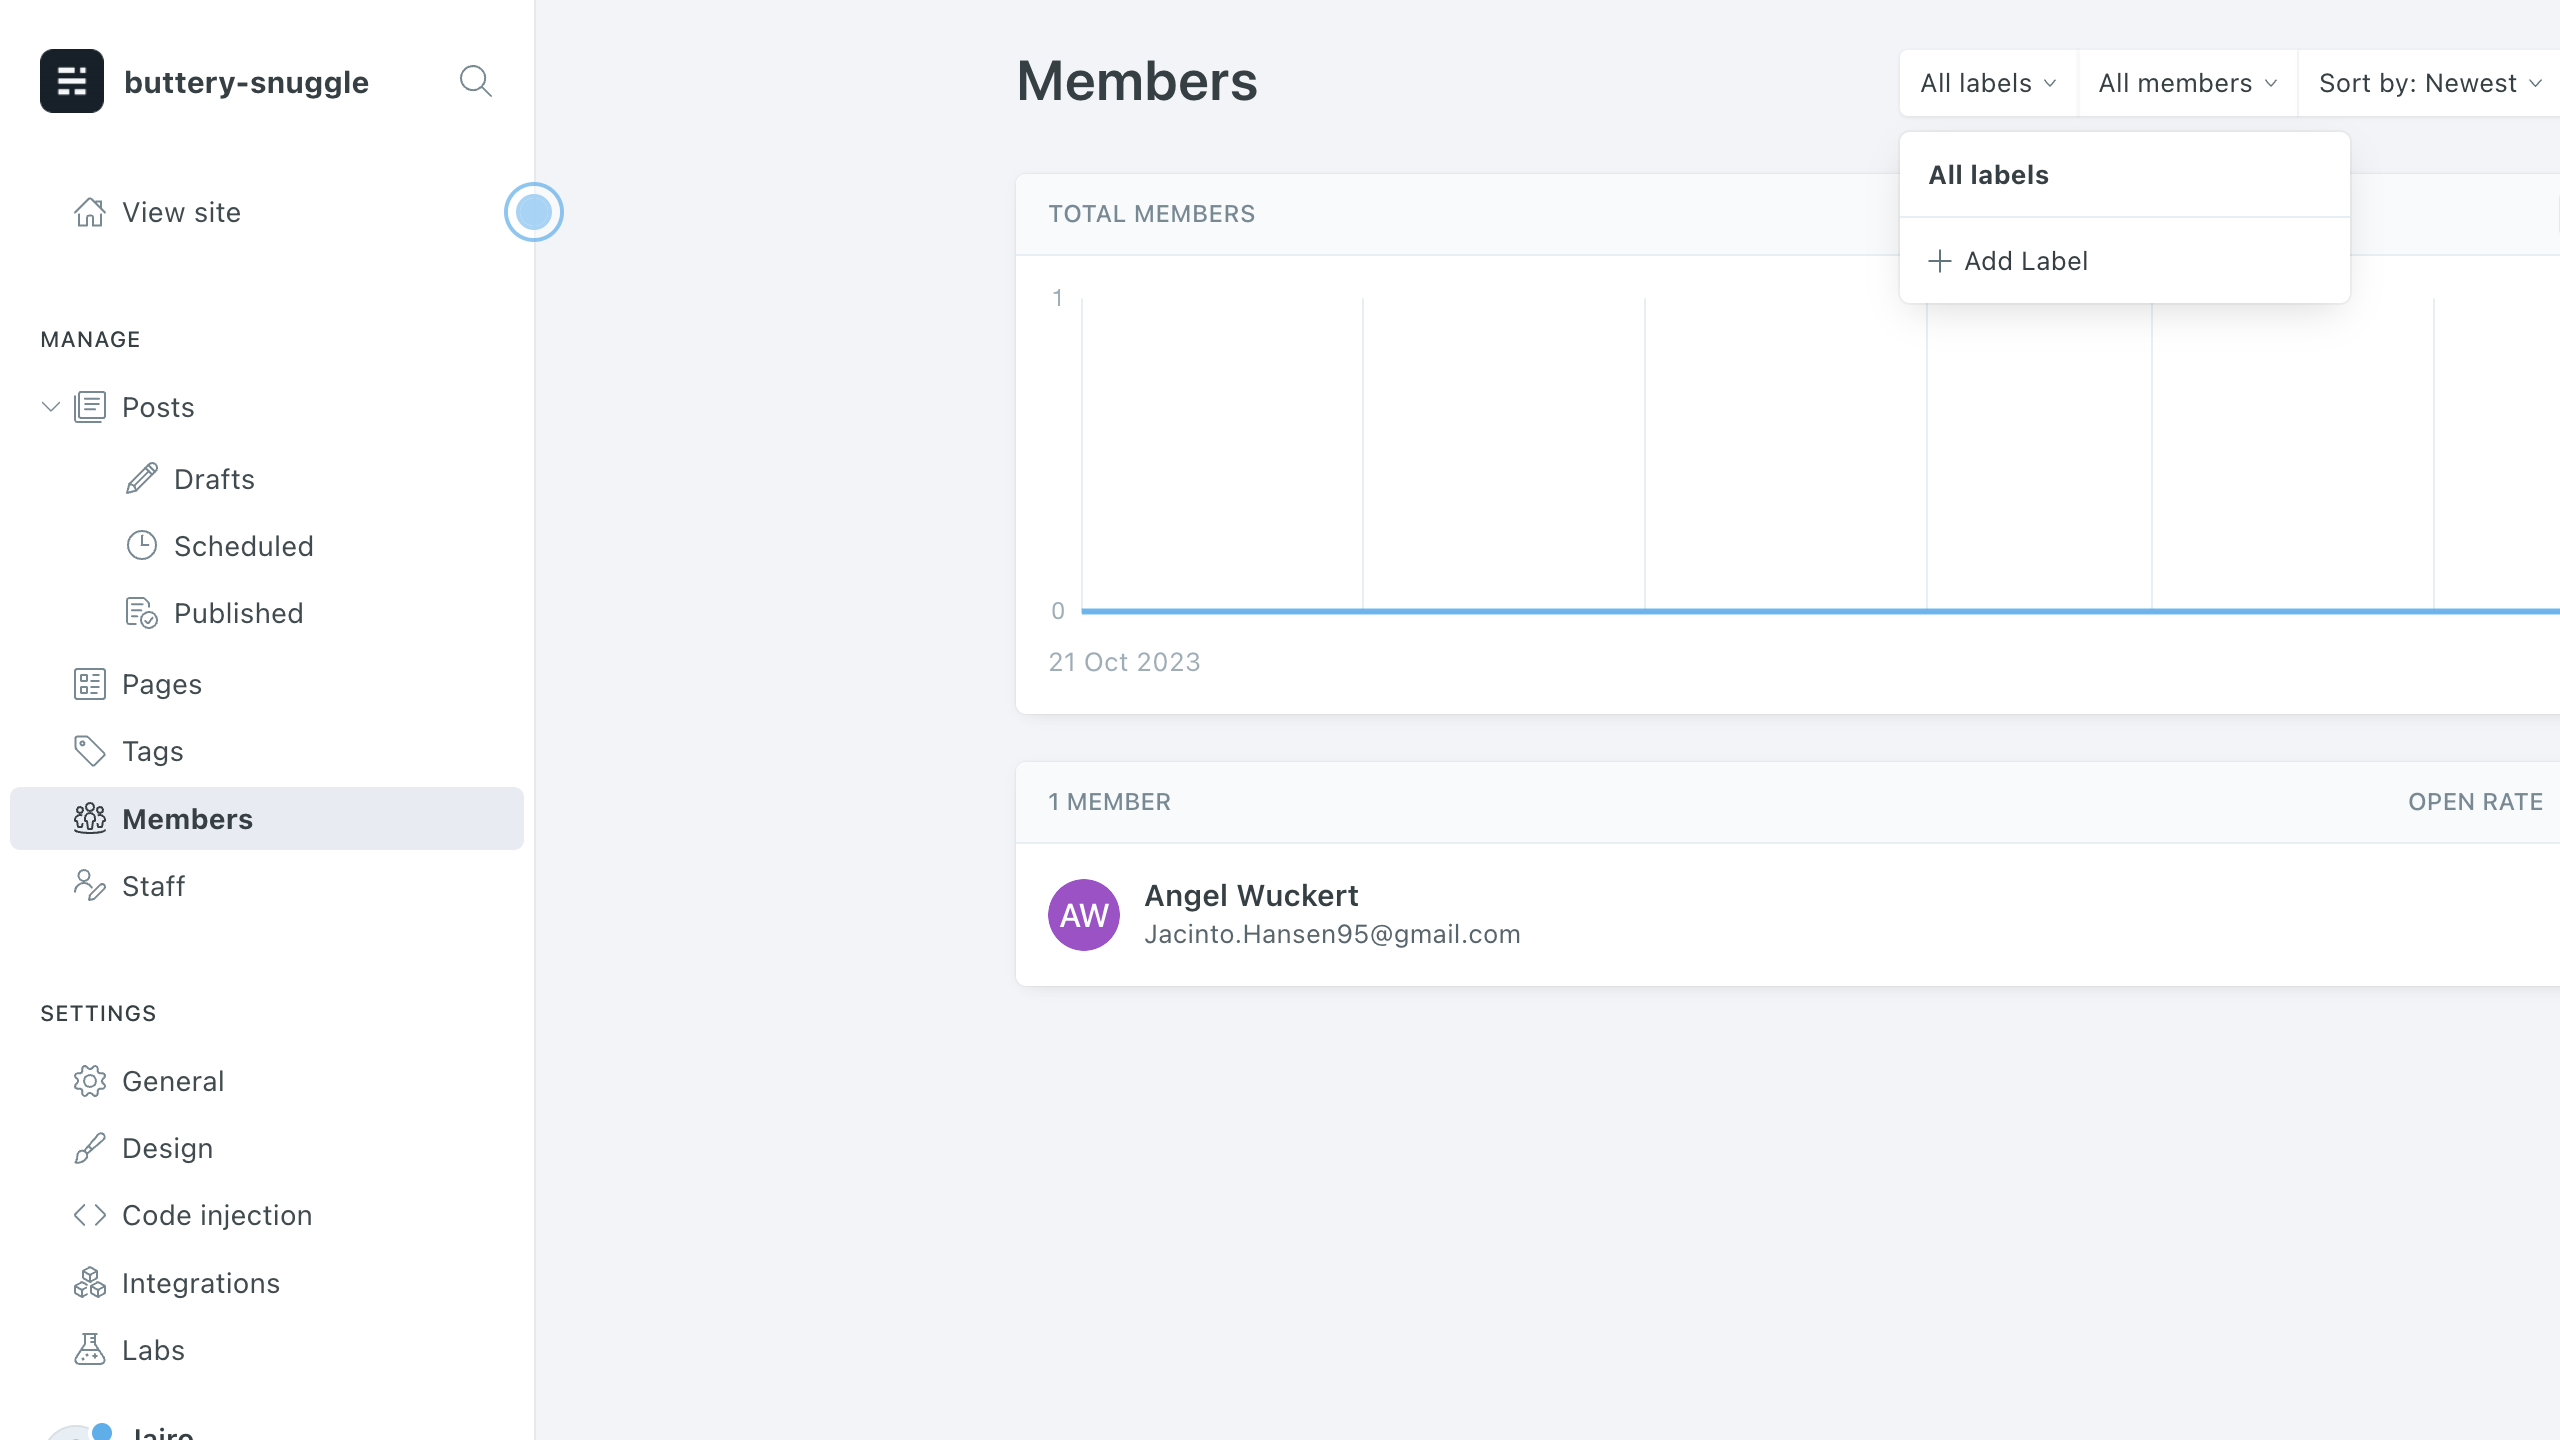 buttery-snuggle
View site
MANAGE
Posts
Drafts
Scheduled
Published
Pages
Tags
Members
Staff
SETTINGS
General
Design
Code injection
Integrations
Labs
Members
All labels
All members
Sort by: Newest
All labels
Add Label
TOTAL MEMBERS
1
0
21 Oct 2023
1 MEMBER
OPEN RATE
AW
Angel Wuckert
Jacinto.Hansen95@gmail.com